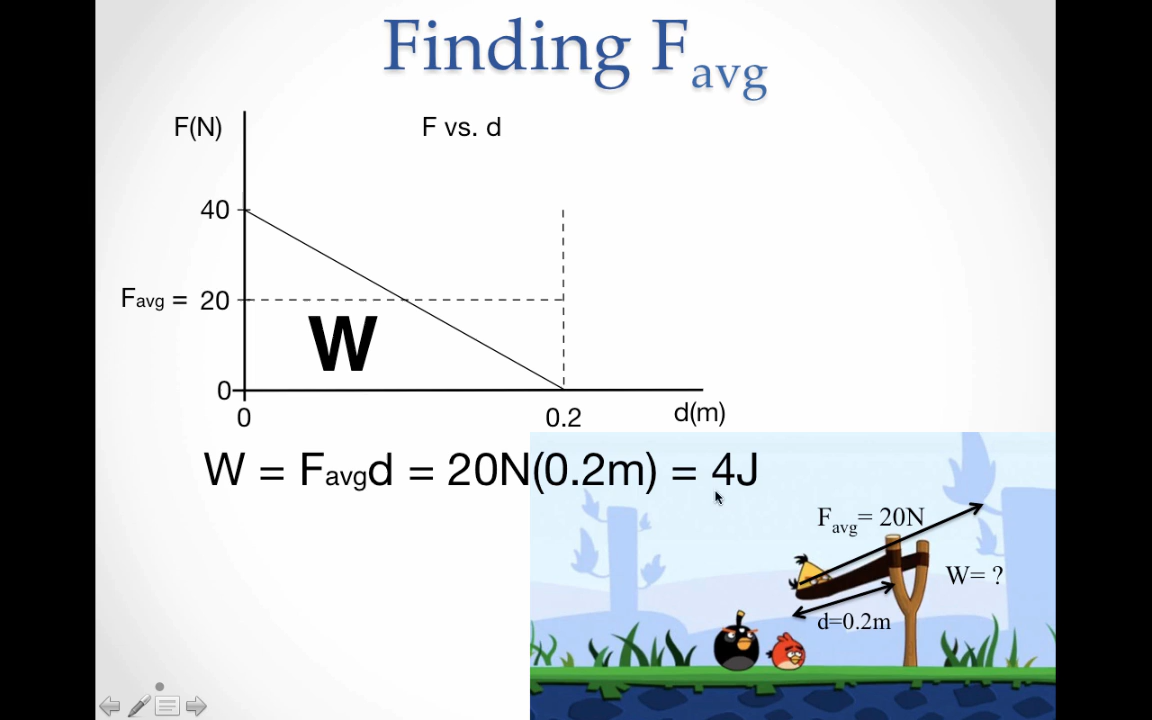 Finding Favg
F(N)
F vs. d
40
Favg = 20
0
0
0.2
d(m)
W
W = Favgd = 20N(0.2m) = 4J
Favg= 20N
W= ?
d=0.2m